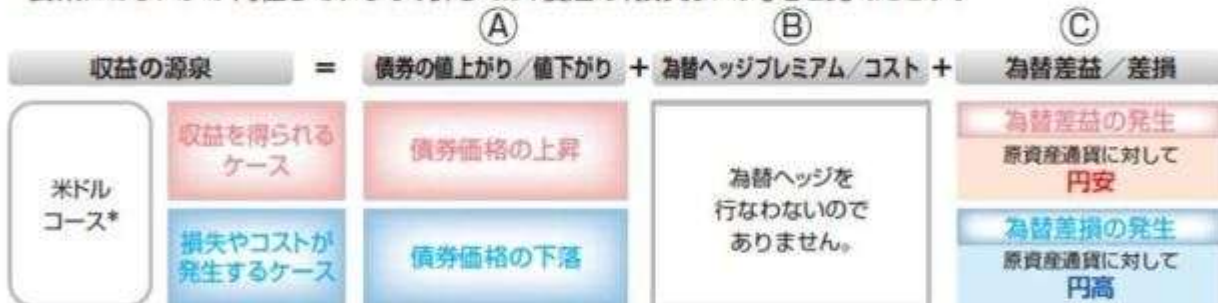 Ⓐ Ⓑ Ⓒ
収益の源泉 = 債券の値上がり/値下がり + 為替ヘッジプレミアム/コスト + 為替差益/差損
米ドル
コース*
収益を得られる
ケース
債券価格の上昇
為替ヘッジを
行なわないので
ありません。
為替差益の発生
原資産通貨に対して
円安
損失やコストが
発生するケース
債券価格の下落
為替差損の発生
原資産通貨に対して
円高